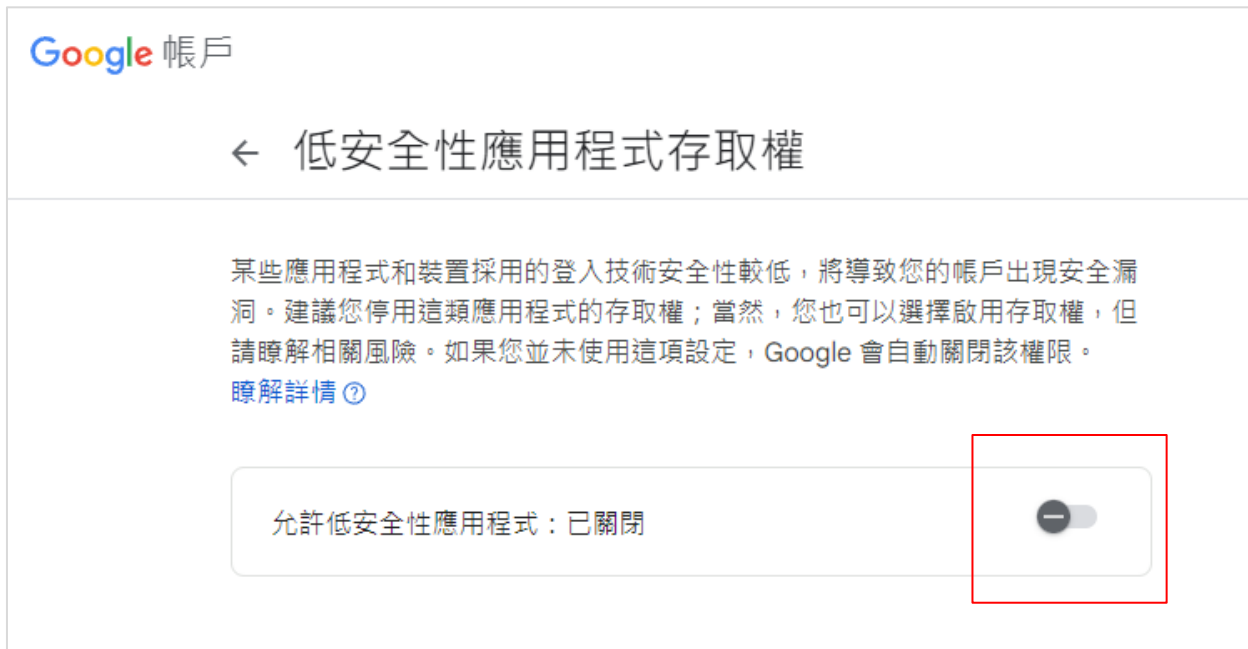 Google 帳戶
低安全性應用程式存取權
某些應用程式和裝置採用的登入技術安全性較低，將導致您的帳戶出現安全漏
洞。建議您停用這類應用程式的存取權；當然，您也可以選擇啟用存取權，但
請瞭解相關風險。如果您並未使用這項設定，Google 會自動關閉該權限。
瞭解詳情
允許低安全性應用程式：已關閉